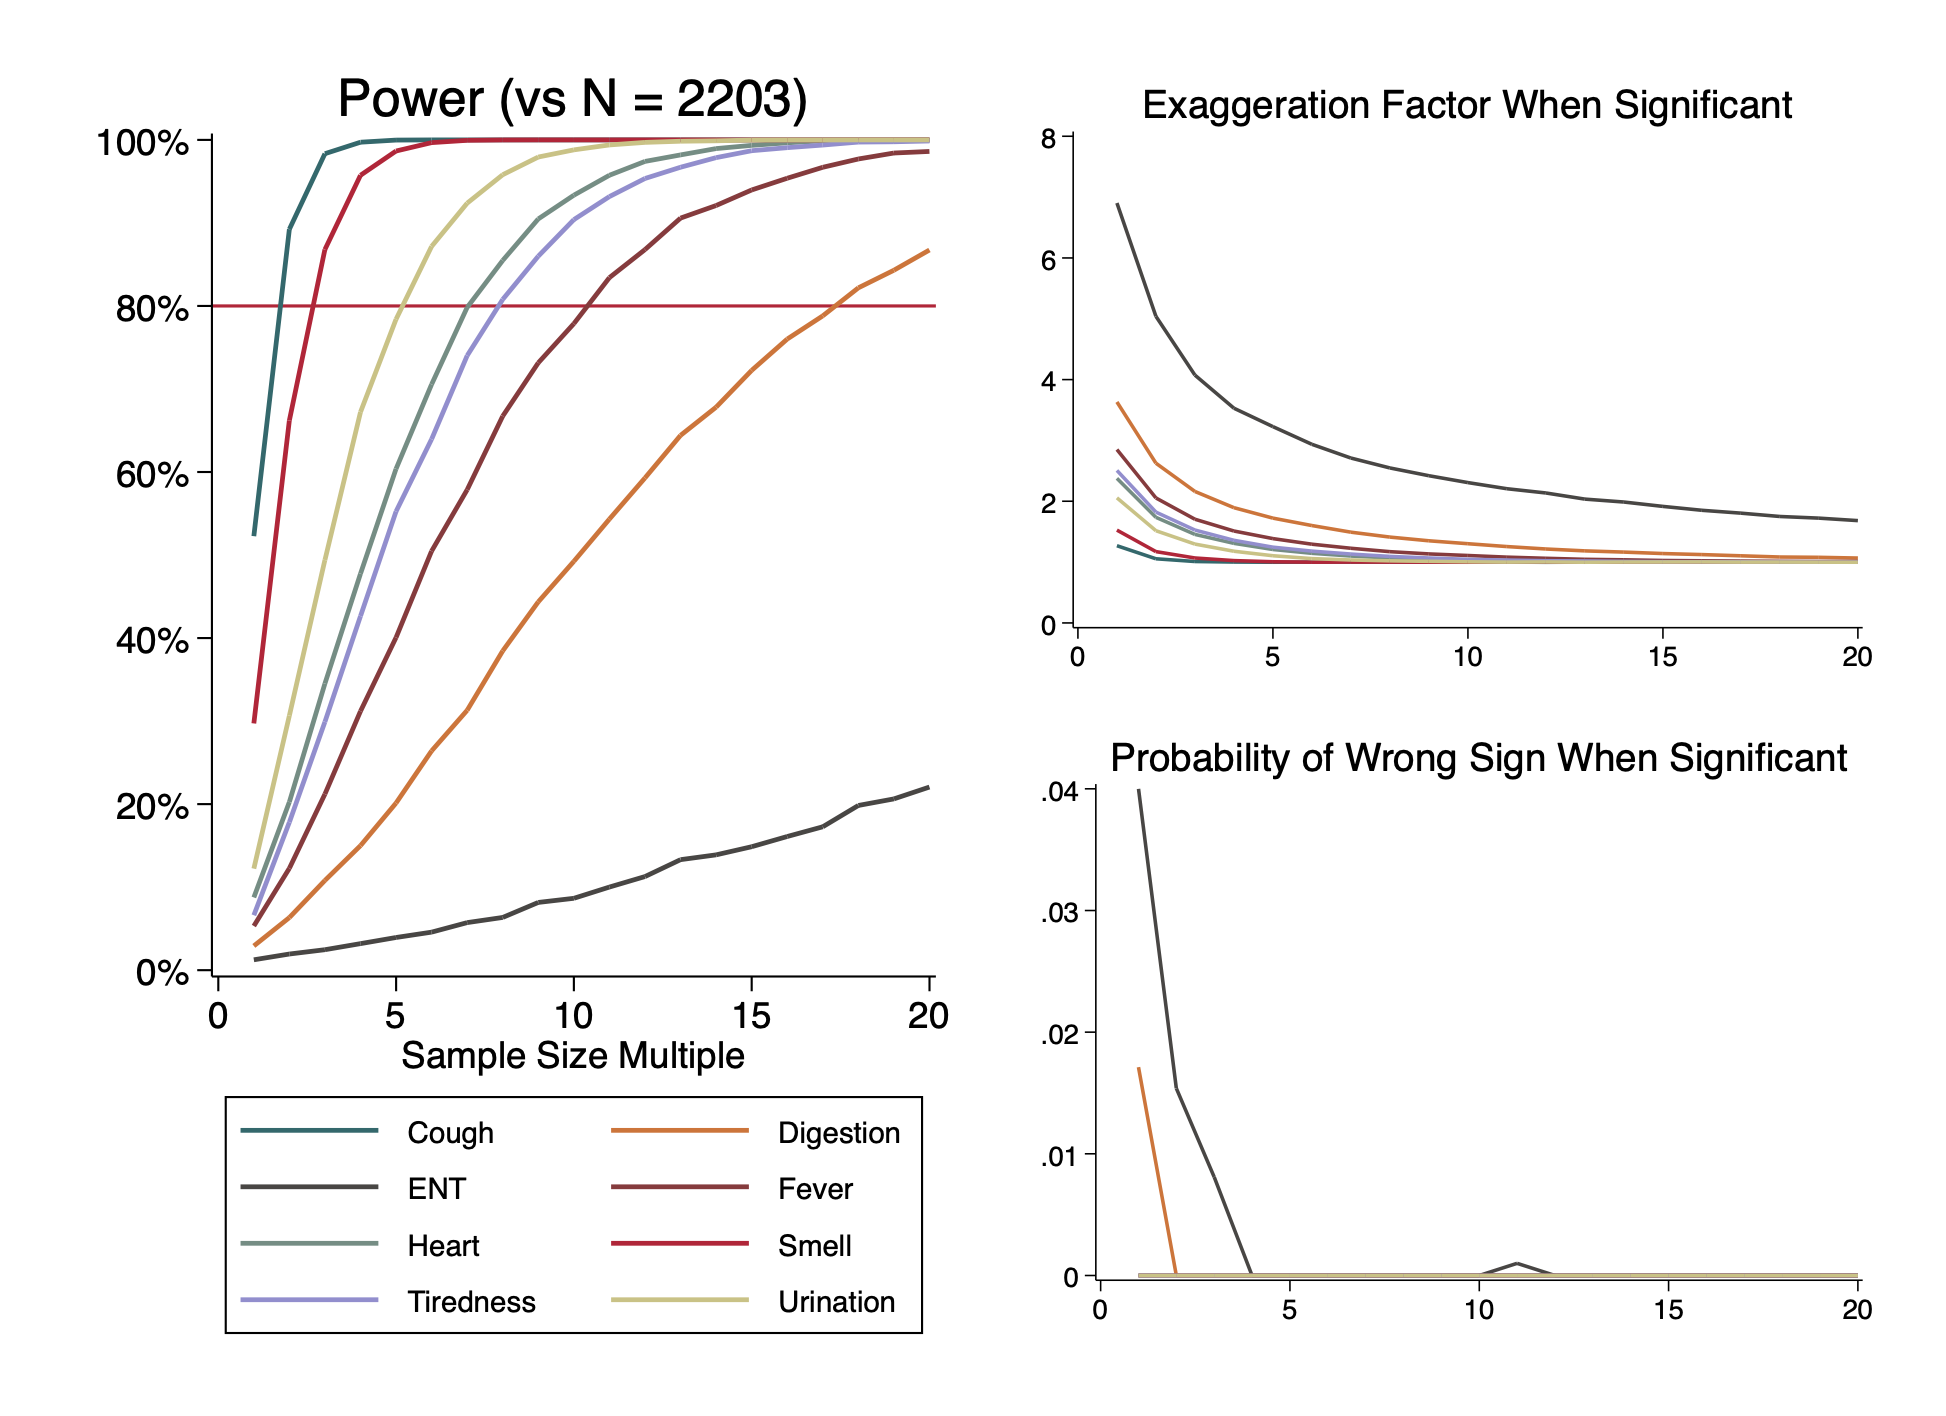 Power (vs N = 2203)
100%
80%
60%
40%
20%
0%
0 5 10 15 20
Sample Size Multiple
Cough Digestion
ENT Fever
Heart Smell
Tiredness Urination
Exaggeration Factor When Significant
8
6
4
2
0
0 5 10 15 20
Probability of Wrong Sign When Significant
.04
.03
.02
.01
0
0 5 10 15 20